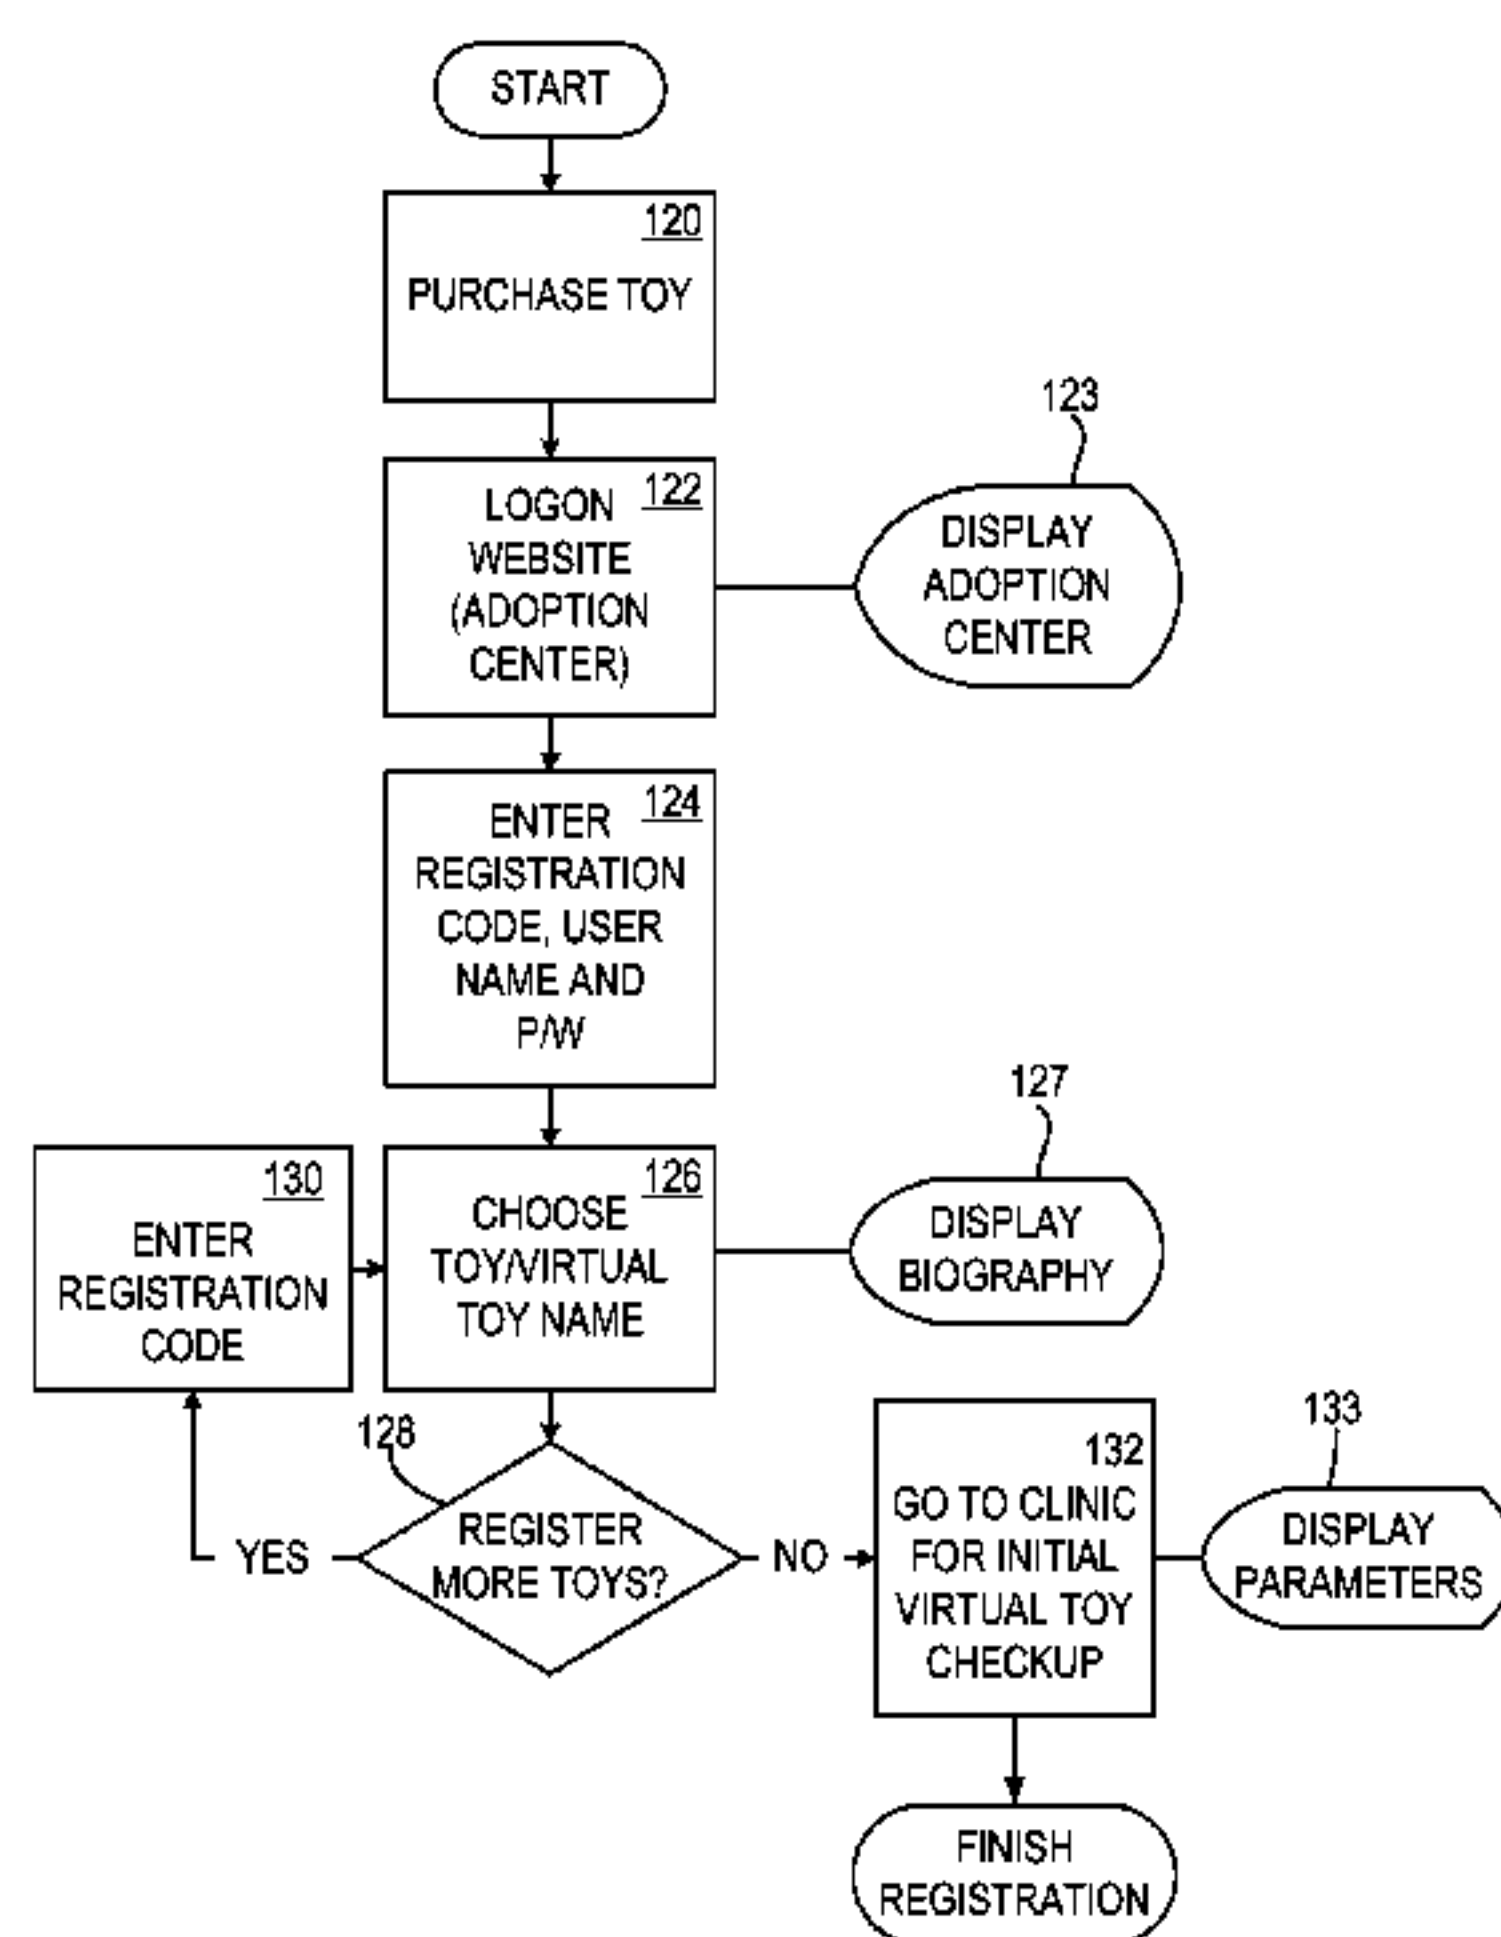 START
120
PURCHASE TOY
123
122
LOGON
WEBSITE
(ADOPTION
CENTER)
DISPLAY
ADOPTION
CENTER
124
ENTER
REGISTRATION
CODE, USER
NAME AND
P/W
127
130
ENTER
REGISTRATION
CODE
126
CHOOSE
TOY/VIRTUAL
TOY NAME
DISPLAY
BIOGRAPHY
128
REGISTER
MORE TOYS?
YES
NO
132
GO TO CLINIC
FOR INITIAL
VIRTUAL TOY
CHECKUP
133
DISPLAY
PARAMETERS
FINISH
REGISTRATION